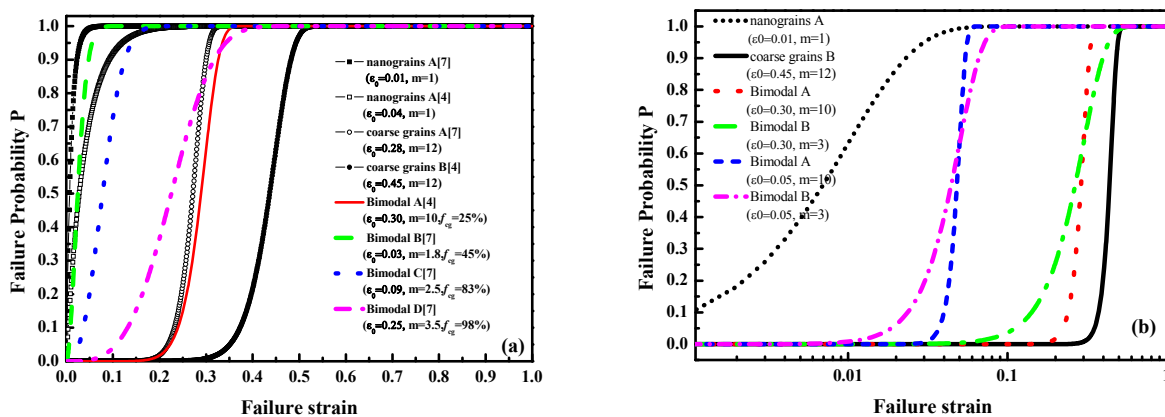 1.0
0.9
0.8
0.7
0.6
0.5
0.4
0.3
0.2
0.1
0.0
Failure Probability P
0.0 0.1 0.2 0.3 0.4 0.5 0.6 0.7 0.8 0.9 1.0
Failure strain
nanograins A[7]
(ε0=0.01, m=1)
nanograins A[4]
(ε0=0.04, m=1)
coarse grains A[7]
(ε0=0.28, m=12)
coarse grains B[4]
(ε0=0.45, m=12)
Bimodal A[4]
(ε0=0.30, m=10,fcg=25%)
Bimodal B[7]
(ε0=0.03, m=1.8,fcg=45%)
Bimodal C[7]
(ε0=0.09, m=2.5,fcg=83%)
Bimodal D[7]
(ε0=0.25, m=3.5,fcg=98%)
(a)
1.0
0.9
0.8
0.7
0.6
0.5
0.4
0.3
0.2
0.1
0.0
Failure Probability P
0.01 0.1 1
Failure strain
nanograins A
(ε0=0.01, m=1)
coarse grains B
(ε0=0.45, m=12)
Bimodal A
(ε0=0.30, m=10)
Bimodal B
(ε0=0.30, m=3)
Bimodal A
(ε0=0.05, m=10)
Bimodal B
(ε0=0.05, m=3)
(b)